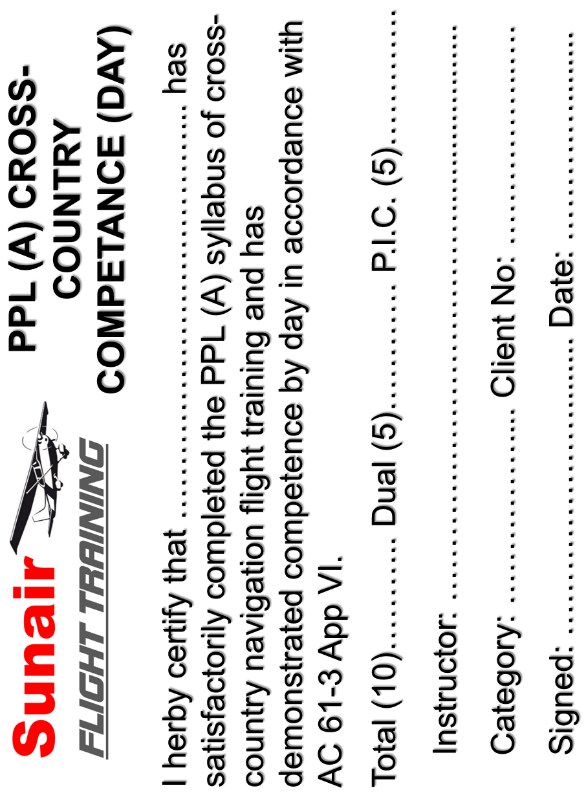 Sunair
FLIGHT TRAINING
PPL (A) CROSS-
COUNTRY
COMPETANCE (DAY)
I herby certify that ........................................ has
satisfactorily completed the PPL (A) syllabus of cross-
country navigation flight training and has
demonstrated competence by day in accordance with
AC 61-3 App VI.
Total (10)............. Dual (5)............. P.I.C. (5)...............
Instructor: ...............................................................
Category: ...................... Client No: .........................
Signed: ................................. Date: ......................